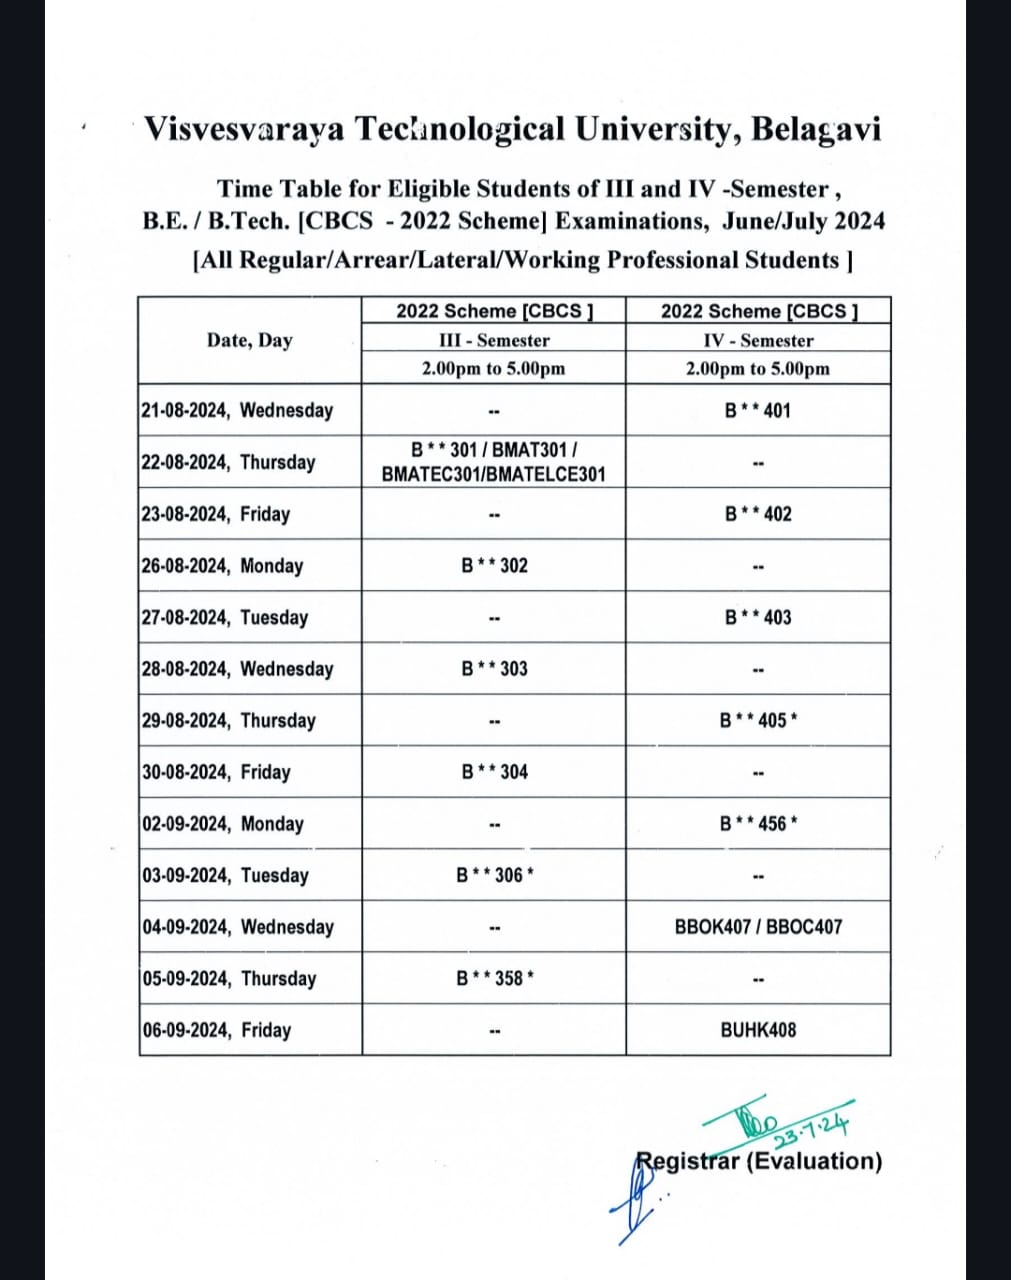 Visvesvaraya Technological University, Belagavi
Time Table for Eligible Students of III and IV -Semester ,
B.E. / B.Tech. [CBCS - 2022 Scheme] Examinations, June/July 2024
[All Regular/Arrear/Lateral/Working Professional Students ]
Date, Day
2022 Scheme [CBCS ] 2022 Scheme [CBCS ]
III - Semester IV - Semester
2.00pm to 5.00pm 2.00pm to 5.00pm
21-08-2024, Wednesday -- B * * 401
22-08-2024, Thursday B * * 301 / BMAT301 / --
BMATEC301/BMATELCE301
23-08-2024, Friday -- B * * 402
26-08-2024, Monday B * * 302 --
27-08-2024, Tuesday -- B * * 403
28-08-2024, Wednesday B * * 303 --
29-08-2024, Thursday -- B * * 405 *
30-08-2024, Friday B * * 304 --
02-09-2024, Monday -- B * * 456 *
03-09-2024, Tuesday B * * 306 * --
04-09-2024, Wednesday -- BBOK407 / BBOC407
05-09-2024, Thursday B * * 358 * --
06-09-2024, Friday -- BUHK408
23.7.24
Registrar (Evaluation)